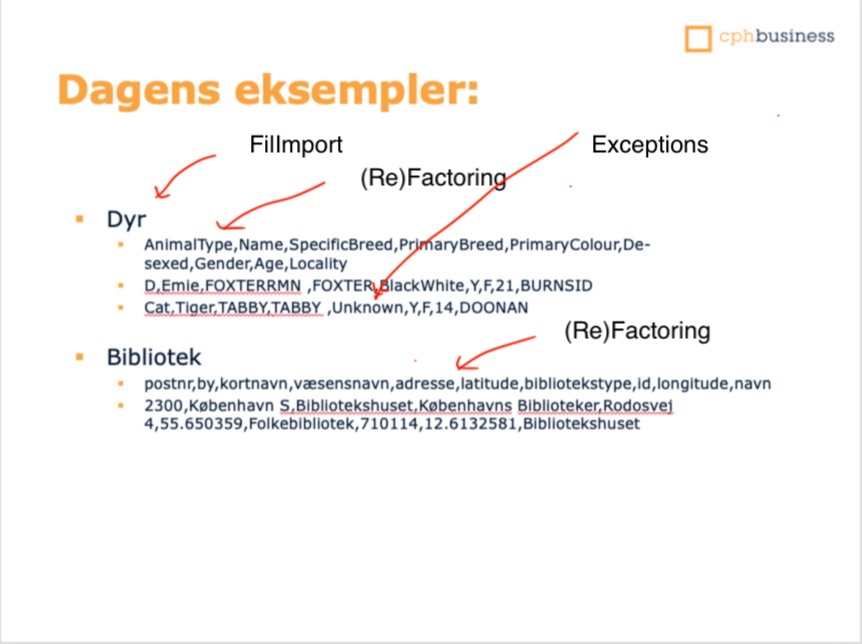 cphbusiness
Dagens eksempler:
FilImport
Exceptions
(Re)Factoring
Dyr
AnimalType,Name,SpecificBreed,PrimaryBreed,PrimaryColour,De-
sexed,Gender,Age,Locality
D,Emie,FOXTERRMN ,FOXTER,BlackWhite,Y,F,21,BURNSID
Cat,Tiger,TABBY,TABBY ,Unknown,Y,F,14,DOONAN
(Re)Factoring
Bibliotek
postnr,by,kortnavn,væsensnavn,adresse,latitude,bibliotekstype,id,longitude,navn
2300,København S,Bibliotekshuset,Københavns Biblioteker,Rodosvej
4,55.650359,Folkebibliotek,710114,12.6132581,Bibliotekshuset